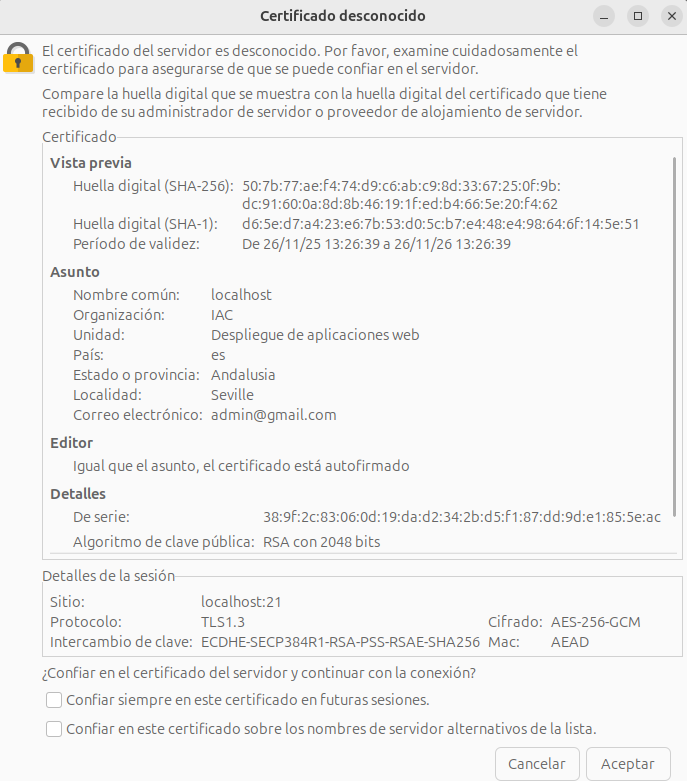 Certificado desconocido
El certificado del servidor es desconocido. Por favor, examine cuidadosamente el
certificado para asegurarse de que se puede confiar en el servidor.
Compare la huella digital que se muestra con la huella digital del certificado que tiene
recibido de su administrador de servidor o proveedor de alojamiento de servidor.
Certificado
Vista previa
Huella digital (SHA-256): 50:7b:77:ae:f4:74:d9:c6:ab:c9:8d:33:67:25:0f:9b:
dc:91:60:0a:8d:8b:46:19:1f:ed:b4:66:5e:20:f4:62
Huella digital (SHA-1): d6:5e:d7:a4:23:e6:7b:53:d0:5c:b7:e4:48:e4:98:64:6f:14:5e:51
Período de validez: De 26/11/25 13:26:39 a 26/11/26 13:26:39
Asunto
Nombre común: localhost
Organización: IAC
Unidad: Despliegue de aplicaciones web
País: es
Estado o provincia: Andalusia
Localidad: Seville
Correo electrónico: admin@gmail.com
Editor
Igual que el asunto, el certificado está autofirmado
Detalles
De serie: 38:9f:2c:83:06:0d:19:da:d2:34:2b:d5:f1:87:dd:9d:e1:85:5e:ac
Algoritmo de clave pública: RSA con 2048 bits
Detalles de la sesión
Sitio: localhost:21
Protocolo: TLS1.3 Cifrado: AES-256-GCM
Intercambio de clave: ECDHE-SECP384R1-RSA-PSS-RSAE-SHA256 Mac: AEAD
¿Confiar en el certificado del servidor y continuar con la conexión?
Confiar siempre en este certificado en futuras sesiones.
Confiar en este certificado sobre los nombres de servidor alternativos de la lista.
Cancelar Aceptar